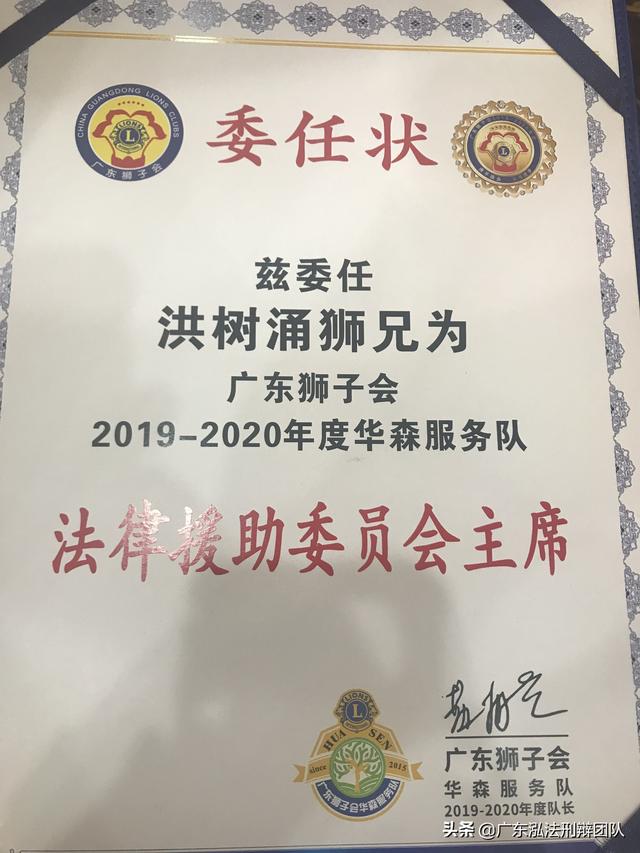 CHINA GUANGDONG LIONS CLUBS
LIONS
L
广东狮子会
委任状
兹委任
洪树涌狮兄为
广东狮子会
2019-2020年度华森服务队
法律援助委员会主席
LIONS
L
HUA SEN
since 2015
广东狮子会华森服务队
广东狮子会
华森服务队
2019-2020年度队长
头条 @广东泓法刑辩团队